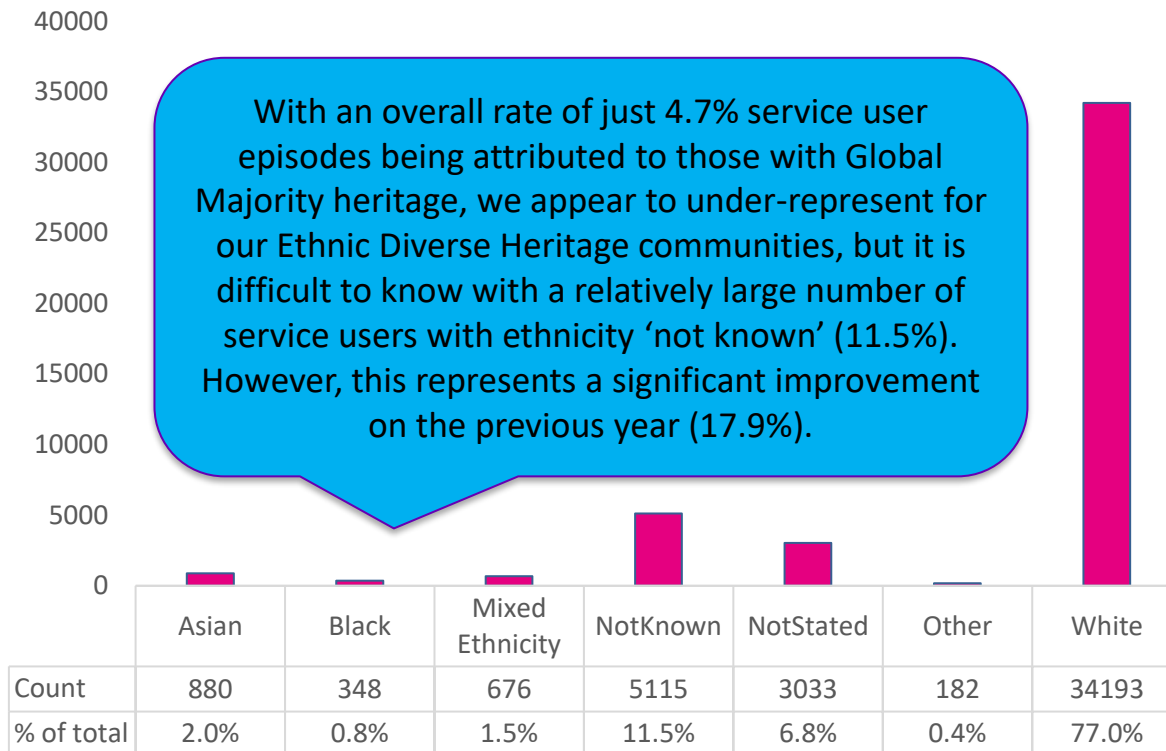 40000
35000
30000
25000
20000
15000
10000
5000
0
With an overall rate of just 4.7% service user
episodes being attributed to those with Global
Majority heritage, we appear to under-represent for
our Ethnic Diverse Heritage communities, but it is
difficult to know with a relatively large number of
service users with ethnicity ‘not known’ (11.5%).
However, this represents a significant improvement
on the previous year (17.9%).
Asian Black Mixed Ethnicity NotKnown NotStated Other White
Count 880 348 676 5115 3033 182 34193
% of total 2.0% 0.8% 1.5% 11.5% 6.8% 0.4% 77.0%